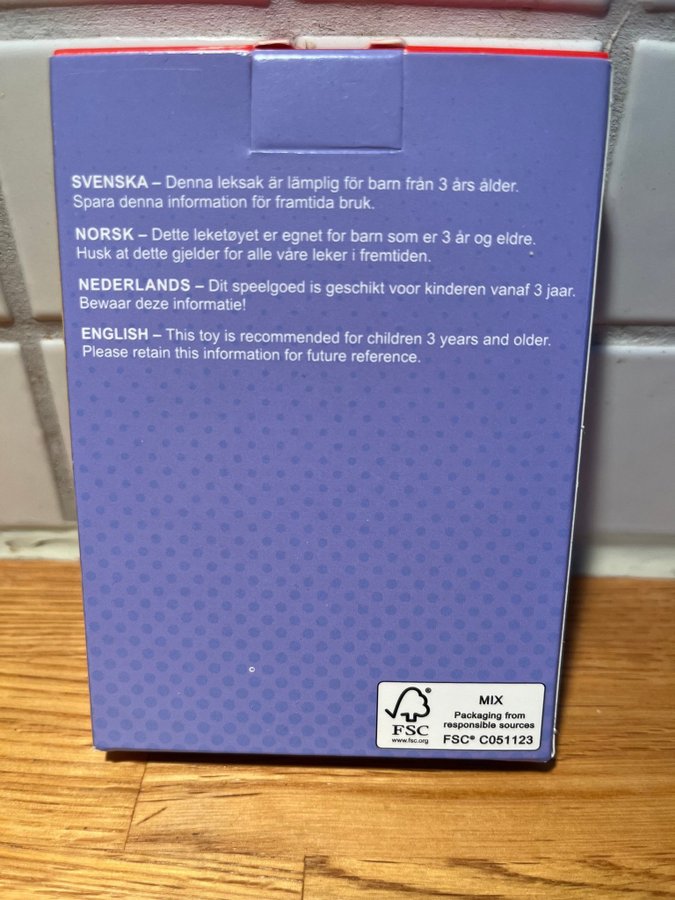 SVENSKA – Denna leksak är lämplig för barn från 3 års ålder.
Spara denna information för framtida bruk.
NORSK – Dette leketøyet er egnet for barn som er 3 år og eldre.
Husk at dette gjelder for alle våre leker i fremtiden.
NEDERLANDS – Dit speelgoed is geschikt voor kinderen vanaf 3 jaar.
Bewaar deze informatie!
ENGLISH – This toy is recommended for children 3 years and older.
Please retain this information for future reference.
FSC
www.fsc.org
MIX
Packaging from
responsible sources
FSC® C051123